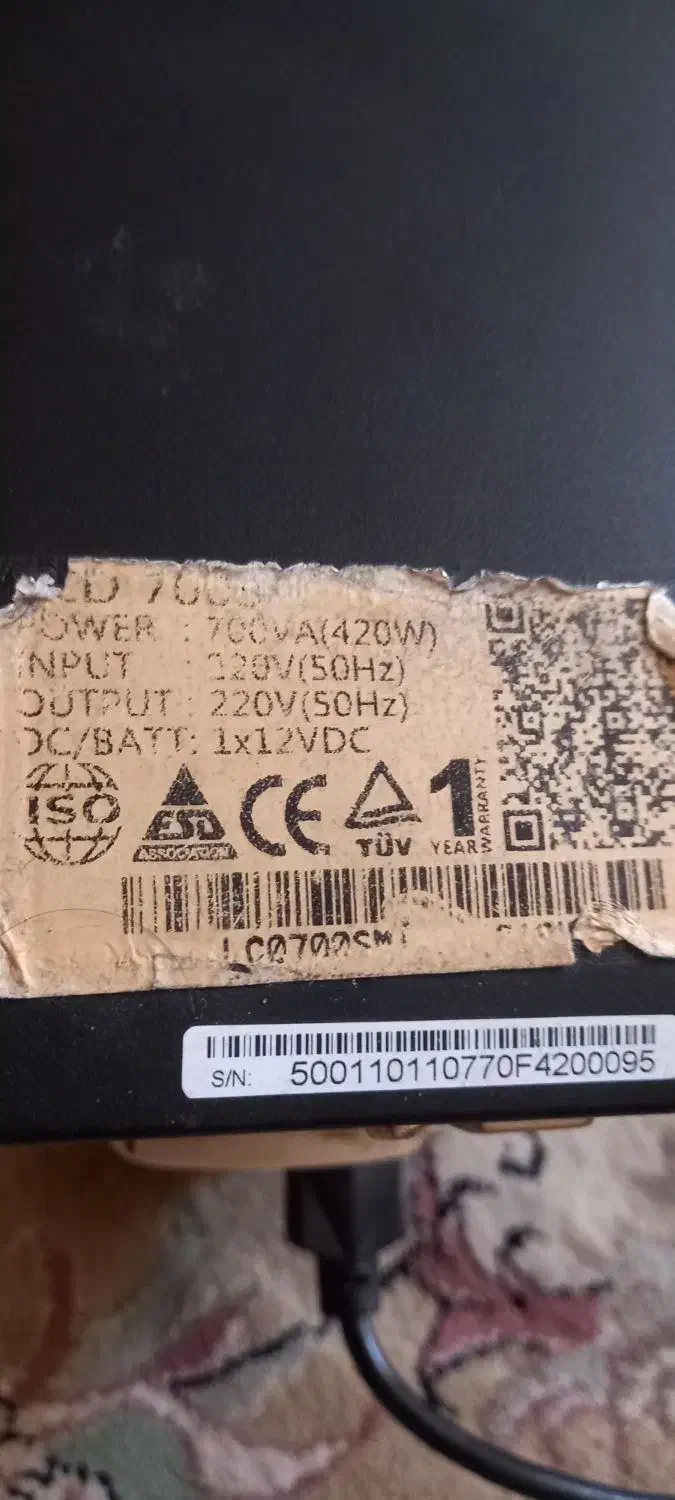 POWER : 700VA(420W)
INPUT : 220V(50Hz)
OUTPUT : 220V(50Hz)
DC/BATT: 1x12VDC
ISO
ESD
ASSOCIATION
CE
TÜV
1
YEAR
WARRANTY
S/N: 500110110770F4200095